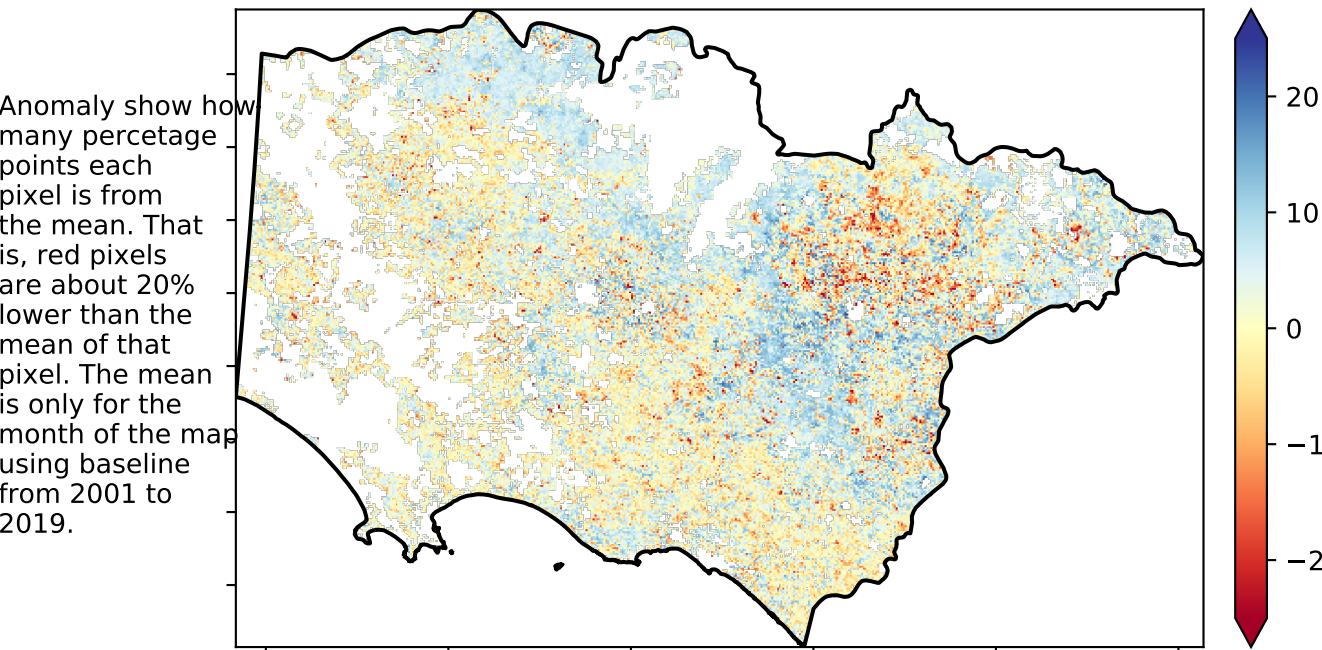 Anomaly show how
many percetage
points each
pixel is from
the mean. That
is, red pixels
are about 20%
lower than the
mean of that
pixel. The mean
is only for the
month of the map
using baseline
from 2001 to
2019.
20
10
0
−1
−2